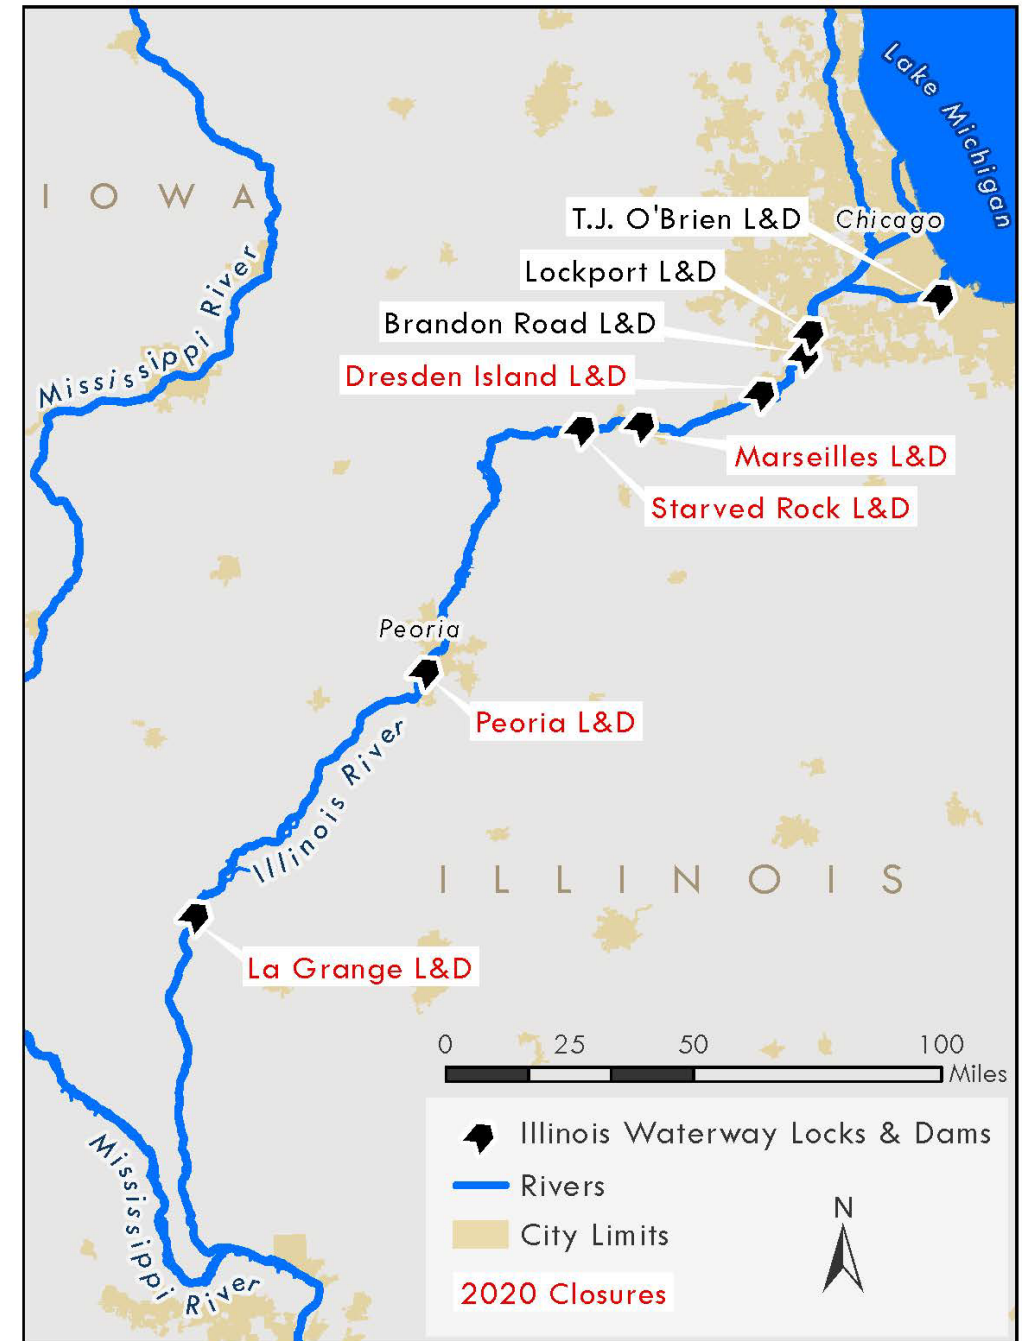 Lake Michigan
IOWA
T.J. O'Brien L&D
Chicago
Lockport L&D
Mississippi River
Brandon Road L&D
Dresden Island L&D
Marseilles L&D
Starved Rock L&D
Peoria
Peoria L&D
Illinois River
ILLINOIS
La Grange L&D
0 25 50 100
Miles
Mississippi River
Illinois Waterway Locks & Dams
Rivers
N
City Limits
2020 Closures